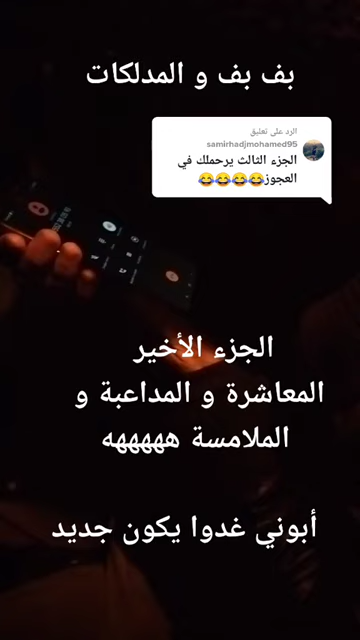 بف بف و المدلكات
الرد على تعليق
samirhadjmohamed95
الجزء الثالث يرحملك في
العجوز😂😂😂😂
الجزء الأخير
المعاشرة و المداعبة و
الملامسة هههههه
أبوني غدوا يكون جديد